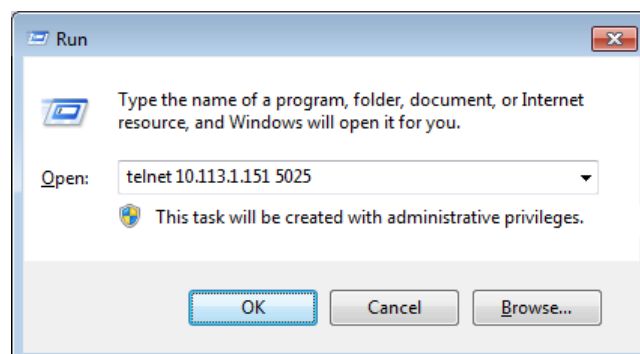 Run
Type the name of a program, folder, document, or Internet
resource, and Windows will open it for you.
Open: telnet 10.113.1.151 5025
This task will be created with administrative privileges.
OK Cancel Browse...